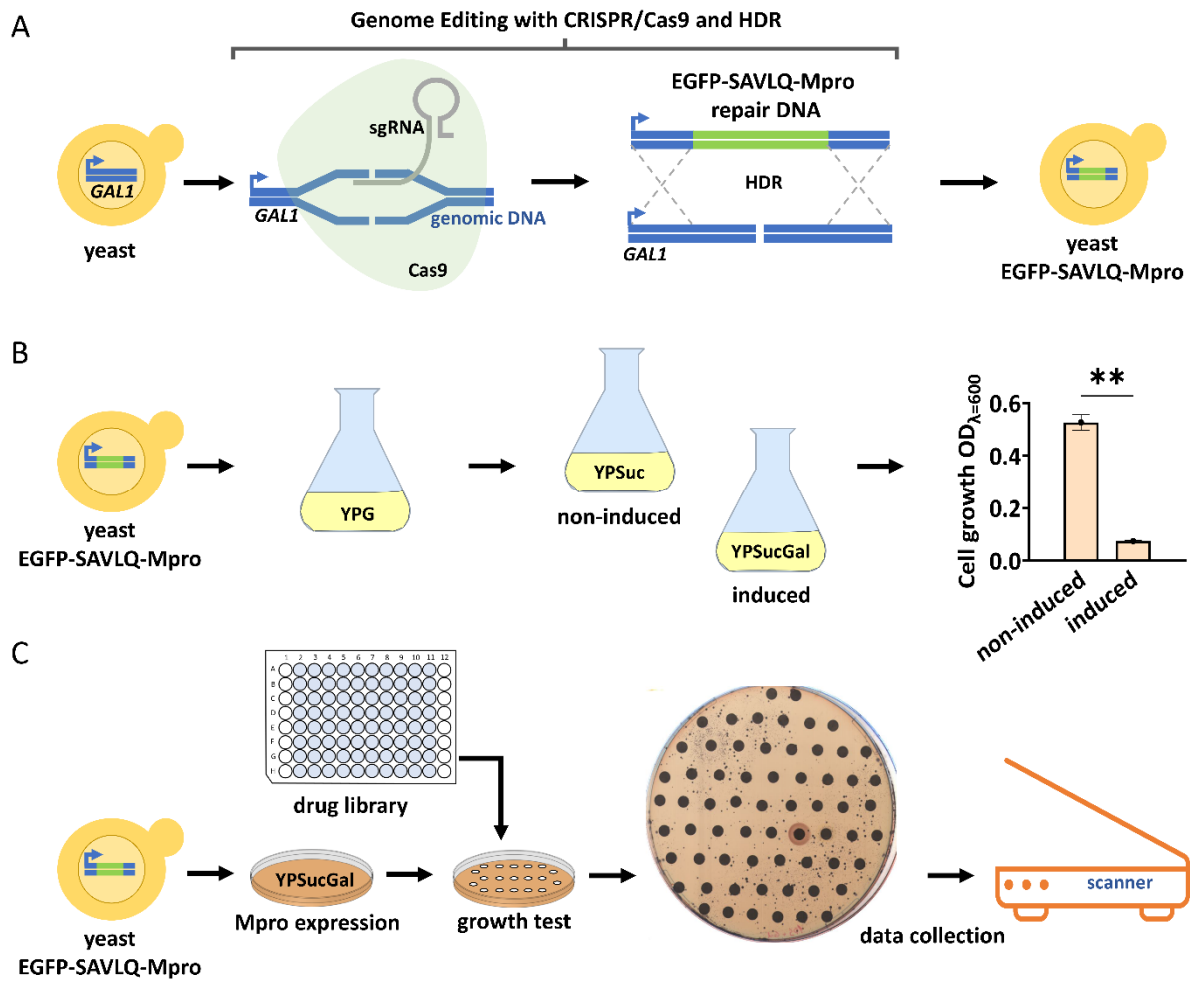 A
Genome Editing with CRISPR/Cas9 and HDR
EGFP-SAVLQ-Mpro
repair DNA
sgRNA
GAL1
yeast
GAL1
genomic DNA
Cas9
HDR
GAL1
yeast
EGFP-SAVLQ-Mpro
B
yeast
EGFP-SAVLQ-Mpro
YPG
YPSuc
non-induced
YPSucGal
induced
**
Cell growth ODλ=600
0.6
0.4
0.2
0.0
non-induced
induced
C
1 2 3 4 5 6 7 8 9 10 11 12
A
B
C
D
E
F
G
H
drug library
yeast
EGFP-SAVLQ-Mpro
YPSucGal
Mpro expression
growth test
data collection
scanner